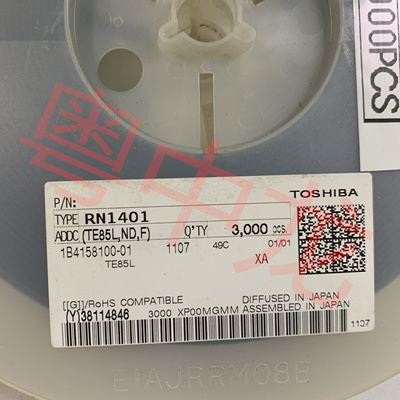 000PCS
TOSHIBA
P/N:
TYPE RN1401
ADDC (TE85L,ND,F) Q'TY 3,000 pcs.
1B4158100-01 1107 49C 01/01
TE85L XA
[[G]]/RoHS COMPATIBLE DIFFUSED IN JAPAN
(Y)38114846 3000 XP00MGMM ASSEMBLED IN JAPAN
1107
EIAJRRM08B